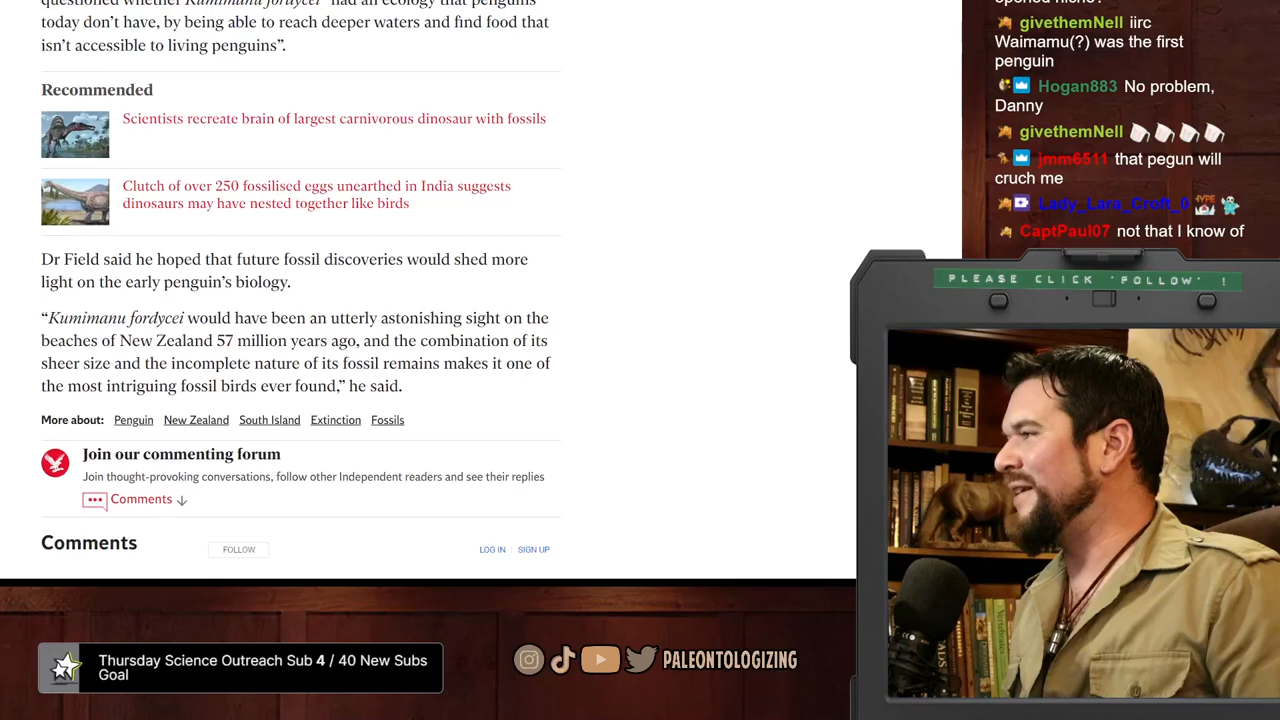 today don't have, by being able to reach deeper waters and find food that
isn't accessible to living penguins”.
Recommended
Scientists recreate brain of largest carnivorous dinosaur with fossils
Clutch of over 250 fossilised eggs unearthed in India suggests
dinosaurs may have nested together like birds
Dr Field said he hoped that future fossil discoveries would shed more
light on the early penguin's biology.
“Kumimanu fordycei would have been an utterly astonishing sight on the
beaches of New Zealand 57 million years ago, and the combination of its
sheer size and the incomplete nature of its fossil remains makes it one of
the most intriguing fossil birds ever found,” he said.
More about: Penguin New Zealand South Island Extinction Fossils
Join our commenting forum
Join thought-provoking conversations, follow other Independent readers and see their replies
Comments
Comments
FOLLOW
LOG IN
SIGN UP
givethemNell iirc
Waimamu(?) was the first
penguin
Hogan883 No problem,
Danny
givethemNell
jmm6511 that pegun will
cruch me
Lady_Lara_Croft_0
CaptPaul07 not that I know of
PLEASE CLICK 'FOLLOW' !
Thursday Science Outreach Sub 4 / 40 New Subs
Goal
PALEONTOLOGIZING